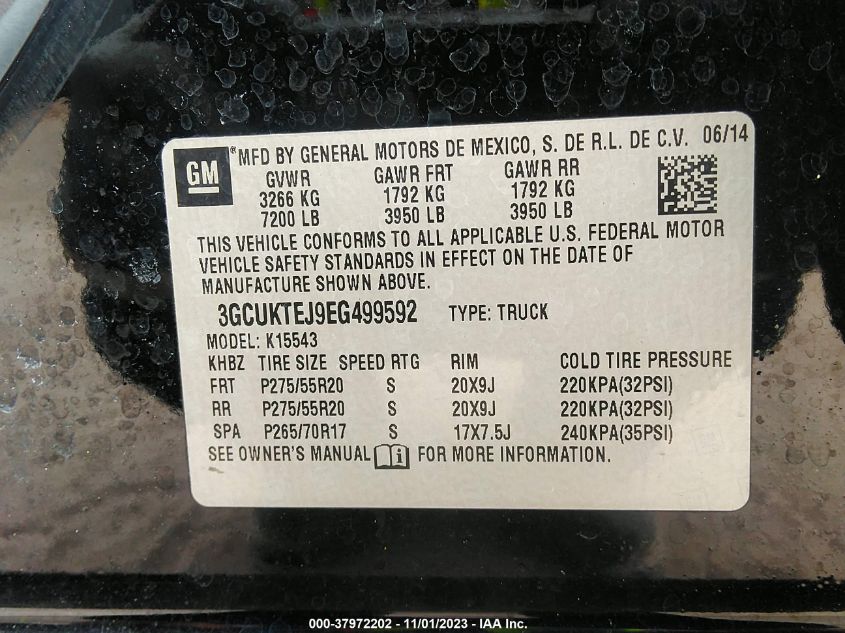 GM ® MFD BY GENERAL MOTORS DE MEXICO, S. DE R.L. DE C.V. 06/14
GVWR GAWR FRT GAWR RR
3266 KG 1792 KG 1792 KG
7200 LB 3950 LB 3950 LB
THIS VEHICLE CONFORMS TO ALL APPLICABLE U.S. FEDERAL MOTOR
VEHICLE SAFETY STANDARDS IN EFFECT ON THE DATE OF
MANUFACTURE SHOWN ABOVE.
3GCUKTEJ9EG499592 TYPE: TRUCK
MODEL: K15543
KHBZ TIRE SIZE SPEED RTG RIM COLD TIRE PRESSURE
FRT P275/55R20 S 20X9J 220KPA(32PSI)
RR P275/55R20 S 20X9J 220KPA(32PSI)
SPA P265/70R17 S 17X7.5J 240KPA(35PSI)
SEE OWNER'S MANUAL i FOR MORE INFORMATION.
000-37972202 - 11/01/2023 - IAA Inc.